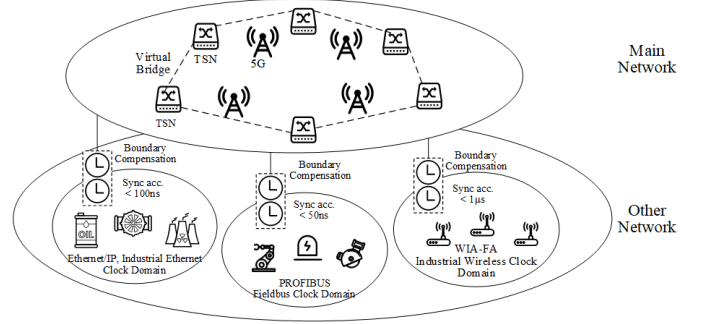 Main
Network
Virtual
Bridge
TSN
5G
TSN
Boundary
Compensation
Sync acc.
< 100ns
OIL
Ethernet/IP, Industrial Ethernet
Clock Domain
Boundary
Compensation
Sync acc.
< 50ns
PROFIBUS
Fieldbus Clock Domain
Boundary
Compensation
Sync acc.
< 1μs
WIA-FA
Industrial Wireless Clock
Domain
Other
Network